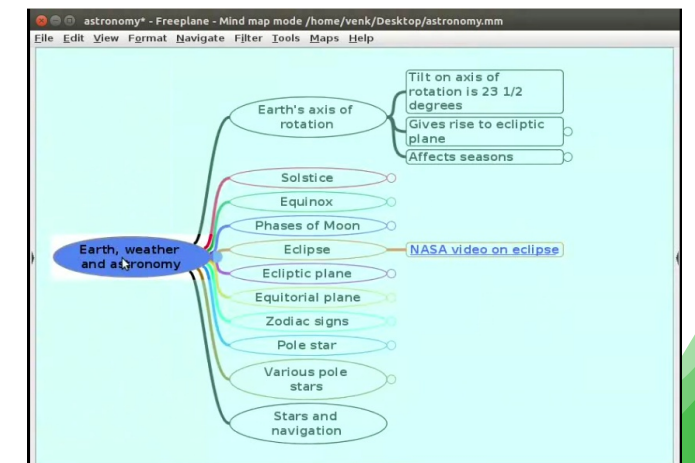 astronomy* - Freeplane - Mind map mode /home/venk/Desktop/astronomy.mm
File Edit View Format Navigate Filter Tools Maps Help
Earth, weather
and astronomy
Earth's axis of
rotation
Tilt on axis of
rotation is 23 1/2
degrees
Gives rise to ecliptic
plane
Affects seasons
Solstice
Equinox
Phases of Moon
Eclipse
NASA video on eclipse
Ecliptic plane
Equitorial plane
Zodiac signs
Pole star
Various pole
stars
Stars and
navigation